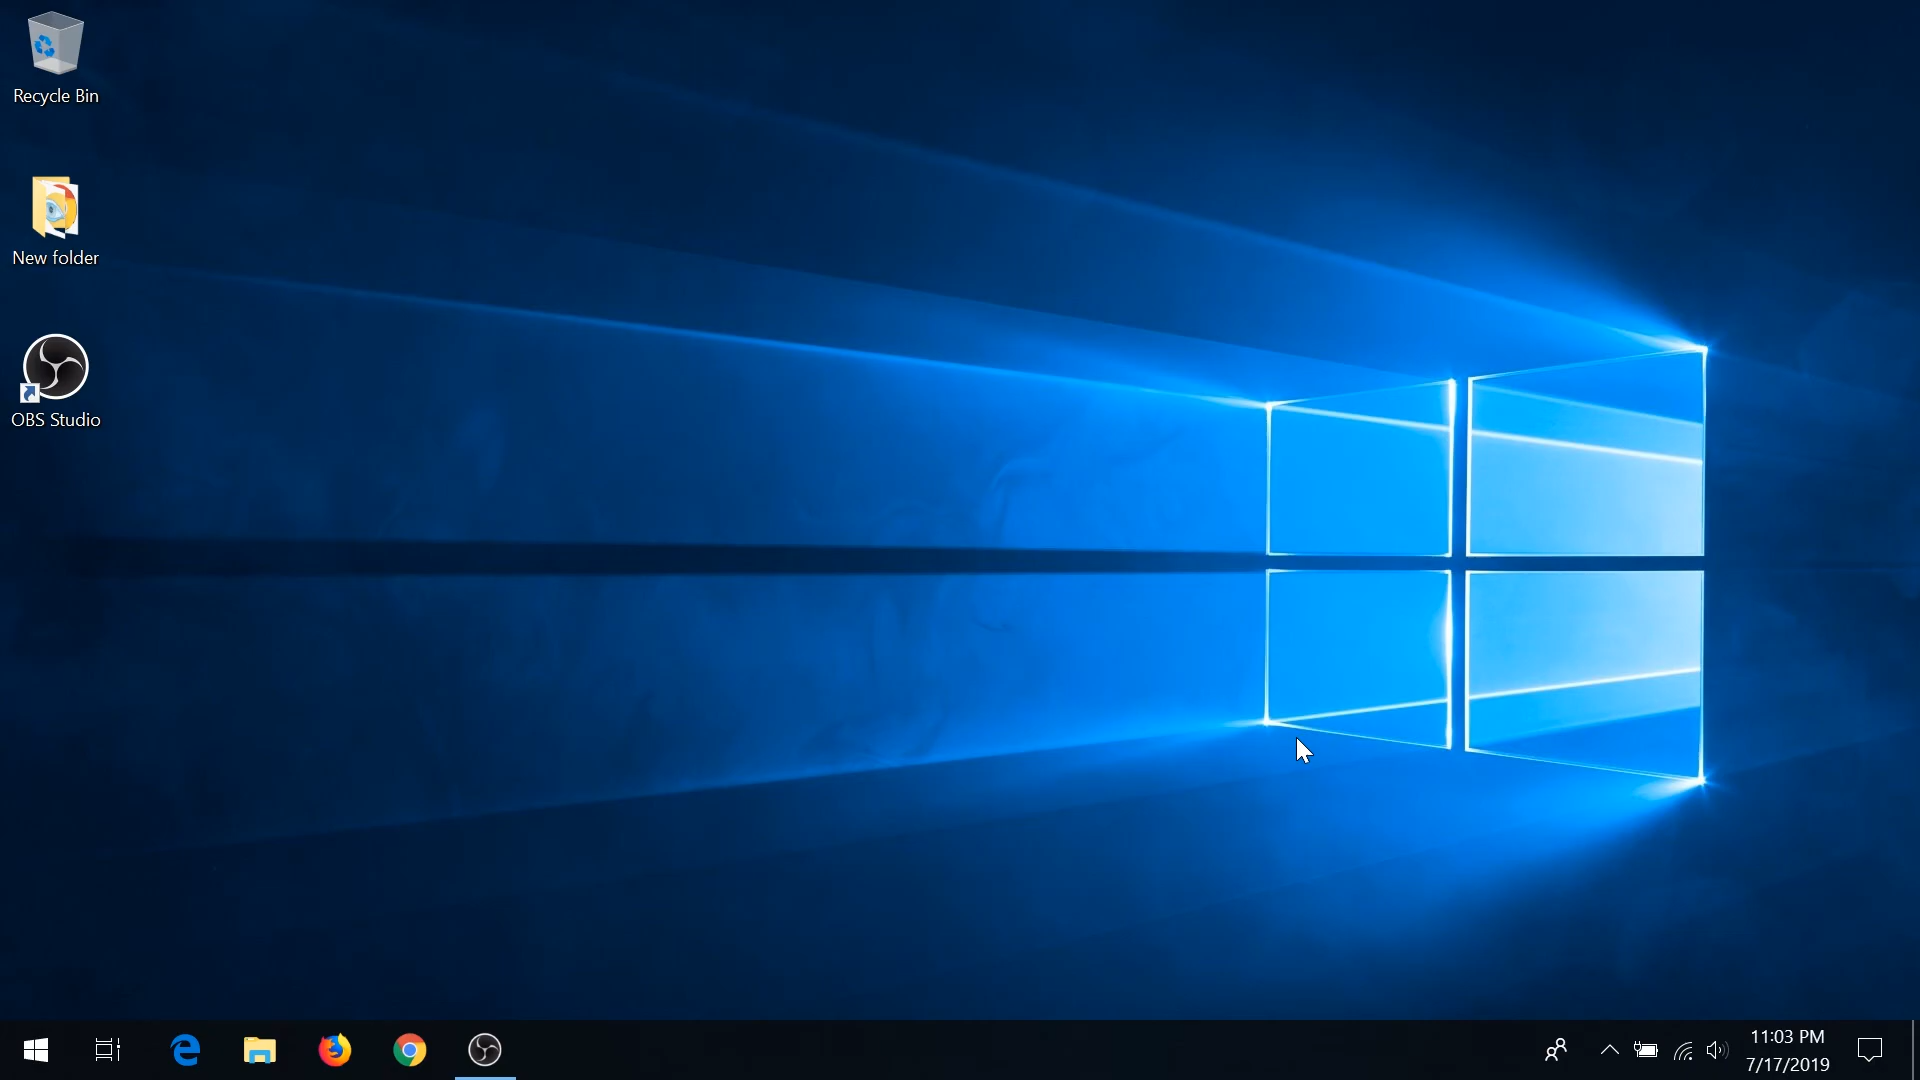 Recycle Bin
New folder
OBS Studio
11:03 PM
7/17/2019